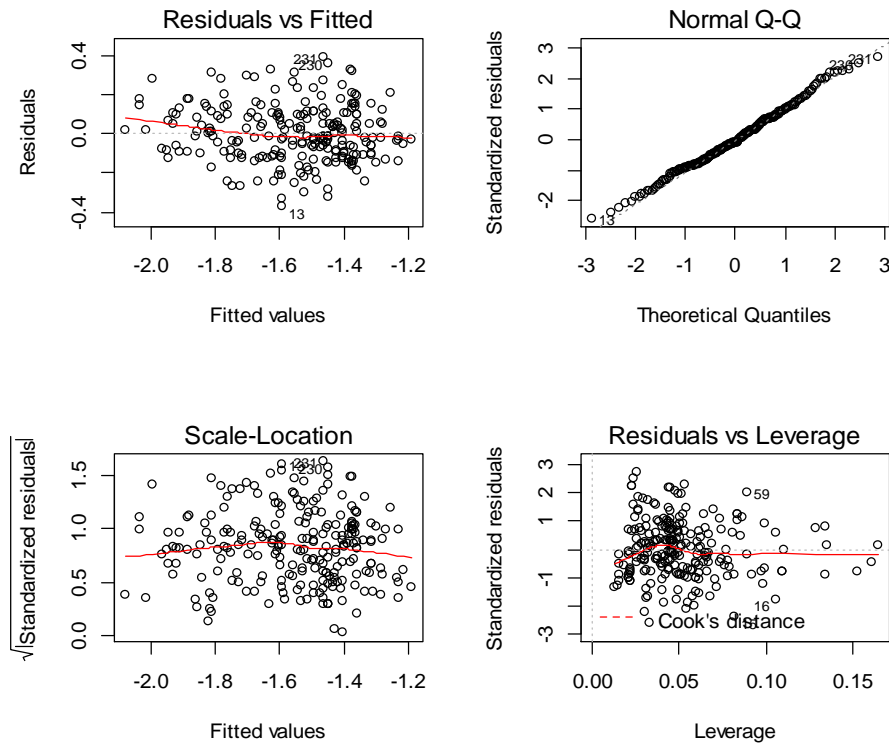 Residuals vs Fitted
Residuals
0.4
0.0
-0.4
231
230
13
-2.0 -1.8 -1.6 -1.4 -1.2
Fitted values
Normal Q-Q
Standardized residuals
3
2
1
0
-2
231
13
-3 -2 -1 0 1 2 3
Theoretical Quantiles
Scale-Location
√|Standardized residuals|
1.5
1.0
0.5
0.0
231
230
-2.0 -1.8 -1.6 -1.4 -1.2
Fitted values
Residuals vs Leverage
Standardized residuals
3
1
-1
-3
59
16
Cook's distance
0.00 0.05 0.10 0.15
Leverage